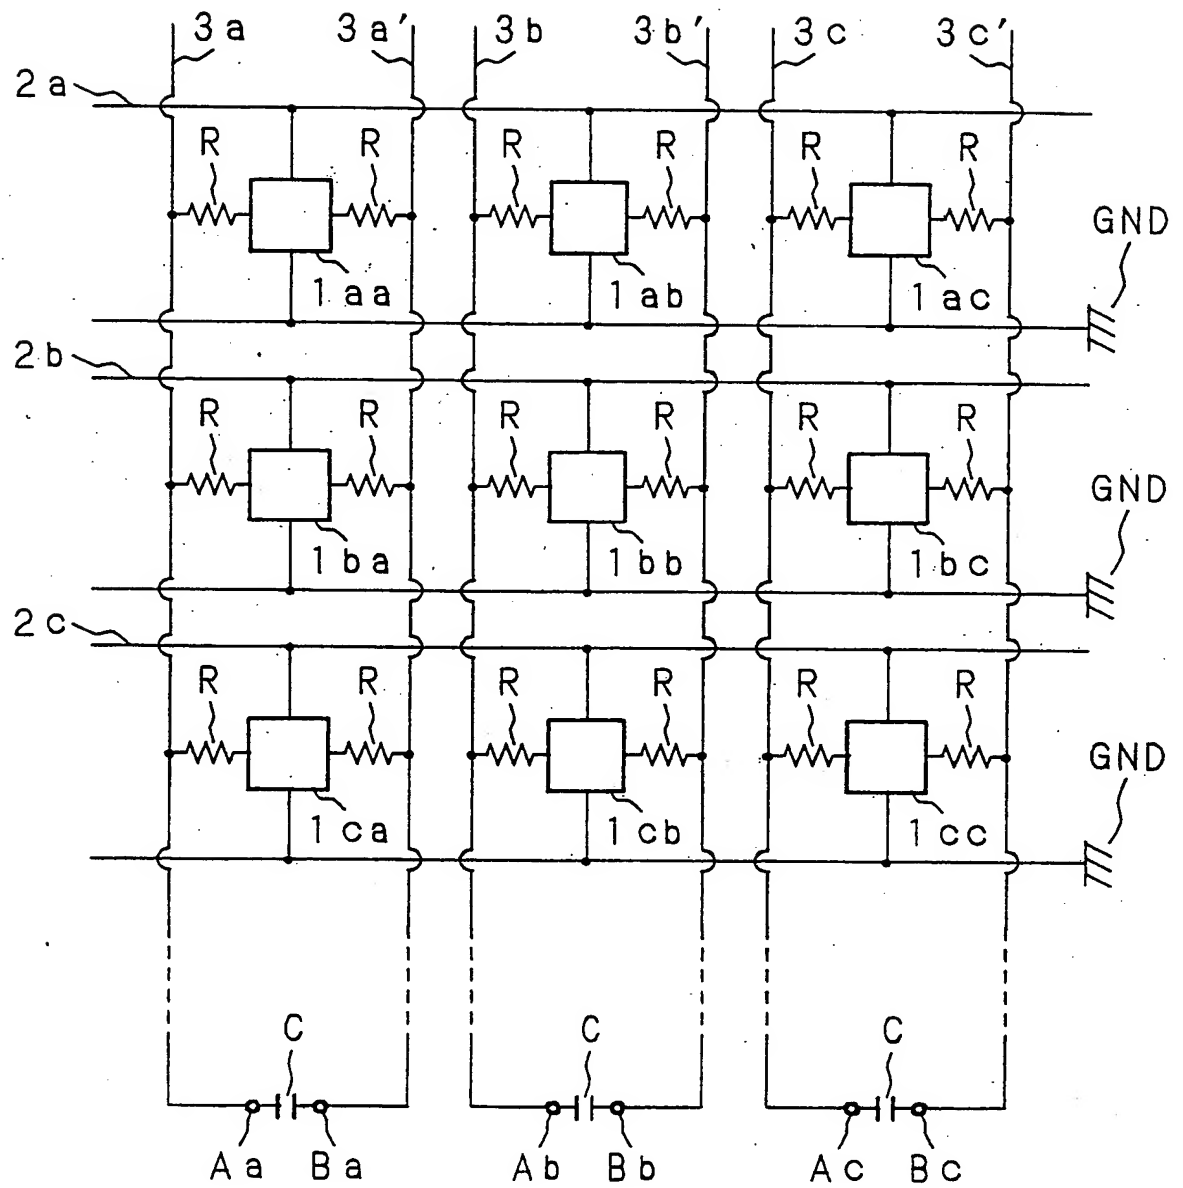 3a 3a' 3b 3b' 3c 3c'
2a
R R R R R R
GND
1aa 1ab 1ac
2b
R R R R R R
GND
1ba 1bb 1bc
2c
R R R R R R
GND
1ca 1cb 1cc
C C C
Aa Ba Ab Bb Ac Bc